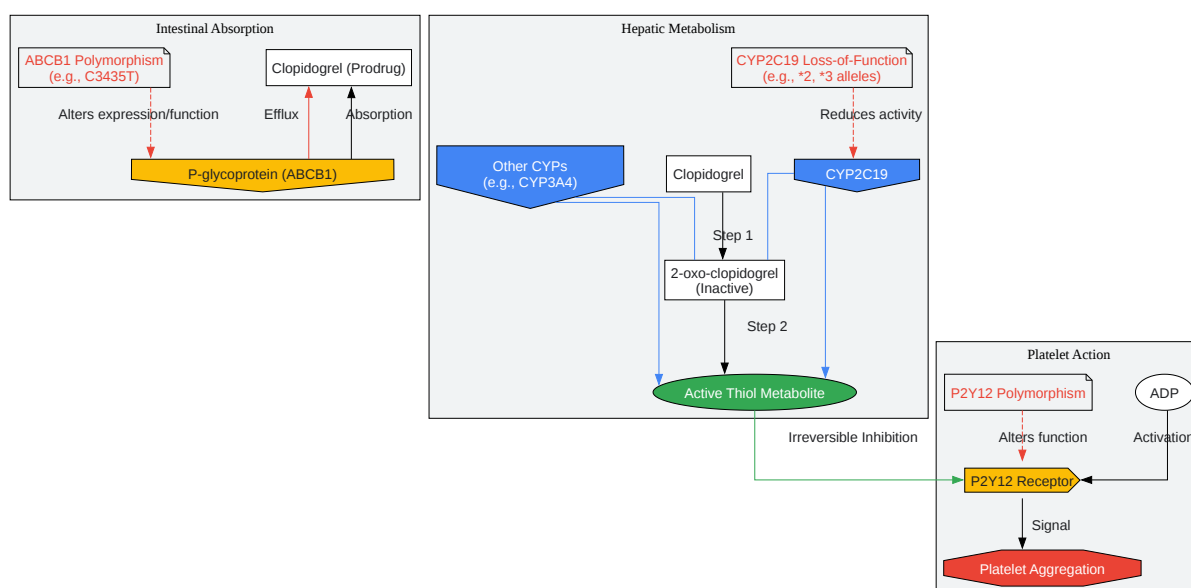 Intestinal Absorption
ABCB1 Polymorphism
(e.g., C3435T)
Clopidogrel (Prodrug)
Alters expression/function
Efflux
Absorption
P-glycoprotein (ABCB1)
Hepatic Metabolism
CYP2C19 Loss-of-Function
(e.g., *2, *3 alleles)
Reduces activity
Other CYPs
(e.g., CYP3A4)
Clopidogrel
CYP2C19
Step 1
2-oxo-clopidogrel
(Inactive)
Step 2
Active Thiol Metabolite
Irreversible Inhibition
Platelet Action
P2Y12 Polymorphism
ADP
Alters function
Activation
P2Y12 Receptor
Signal
Platelet Aggregation